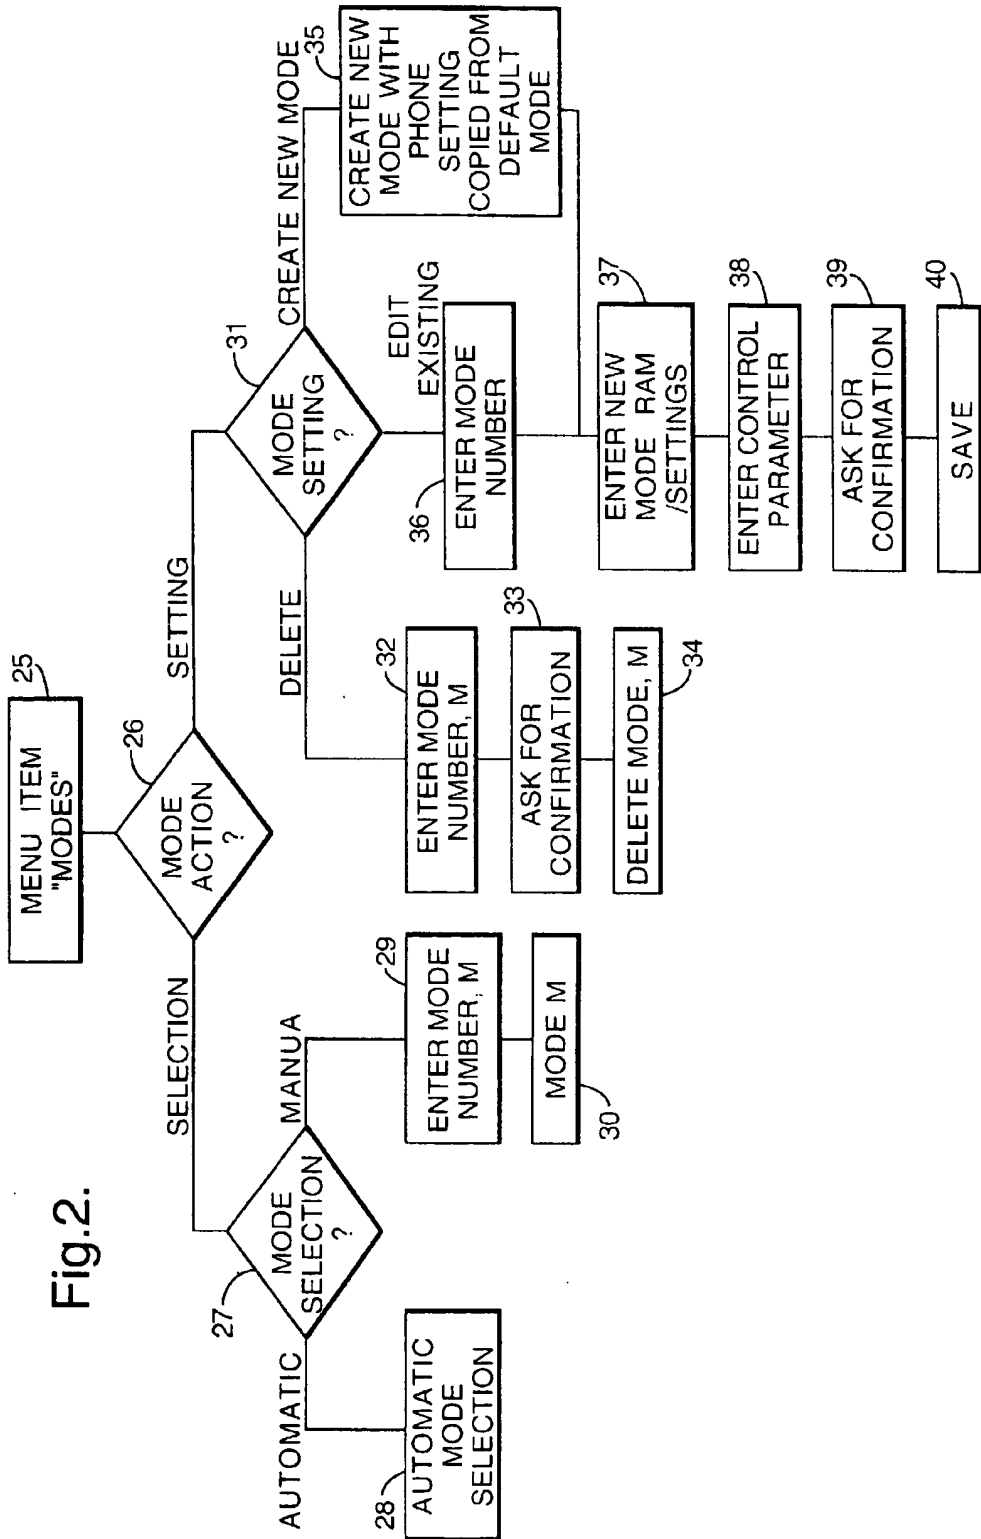 Fig.2.
MENU ITEM
"MODES"
25
MODE
ACTION
?
26
SELECTION
SETTING
MODE
SELECTION
?
27
AUTOMATIC
MANUA
AUTOMATIC
MODE
SELECTION
28
ENTER MODE
NUMBER, M
29
MODE M
30
MODE
SETTING
?
31
DELETE
EDIT
EXISTING
CREATE NEW MODE
ENTER MODE
NUMBER, M
32
ASK FOR
CONFIRMATION
33
DELETE MODE, M
34
CREATE NEW
MODE WITH
PHONE
SETTING
COPIED FROM
DEFAULT
MODE
35
ENTER MODE
NUMBER
36
ENTER NEW
MODE RAM
/SETTINGS
37
ENTER CONTROL
PARAMETER
38
ASK FOR
CONFIRMATION
39
SAVE
40